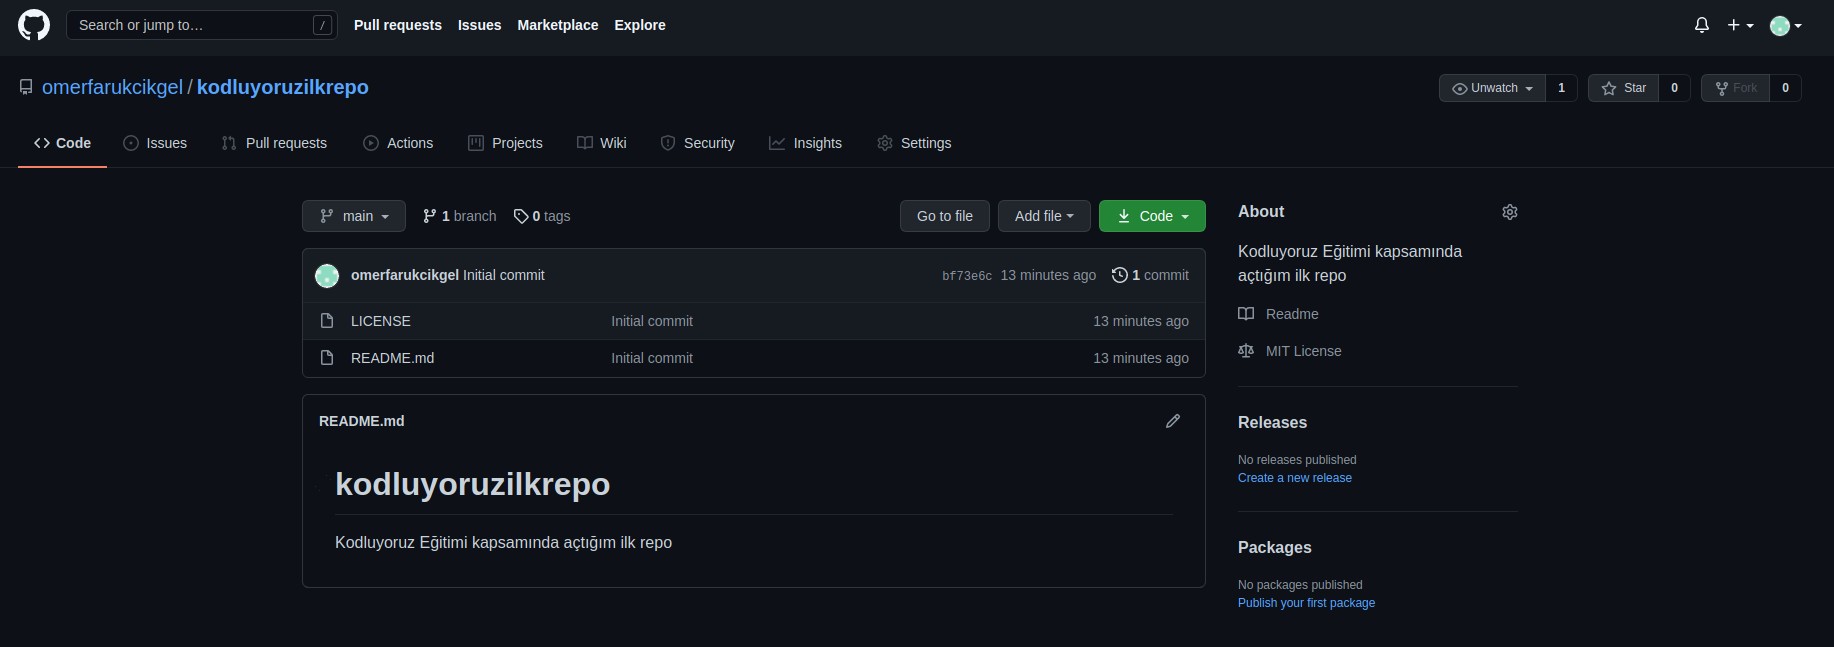 Search or jump to… /
Pull requests Issues Marketplace Explore
omerfarukcikgel / kodluyoruzilkrepo
Unwatch 1 Star 0 Fork 0
Code Issues Pull requests Actions Projects Wiki Security Insights Settings
main 1 branch 0 tags Go to file Add file Code
omerfarukcikgel Initial commit bf73e6c 13 minutes ago 1 commit
LICENSE Initial commit 13 minutes ago
README.md Initial commit 13 minutes ago
README.md
kodluyoruzilkrepo
Kodluyoruz Eğitimi kapsamında açtığım ilk repo
About
Kodluyoruz Eğitimi kapsamında
açtığım ilk repo
Readme
MIT License
Releases
No releases published
Create a new release
Packages
No packages published
Publish your first package